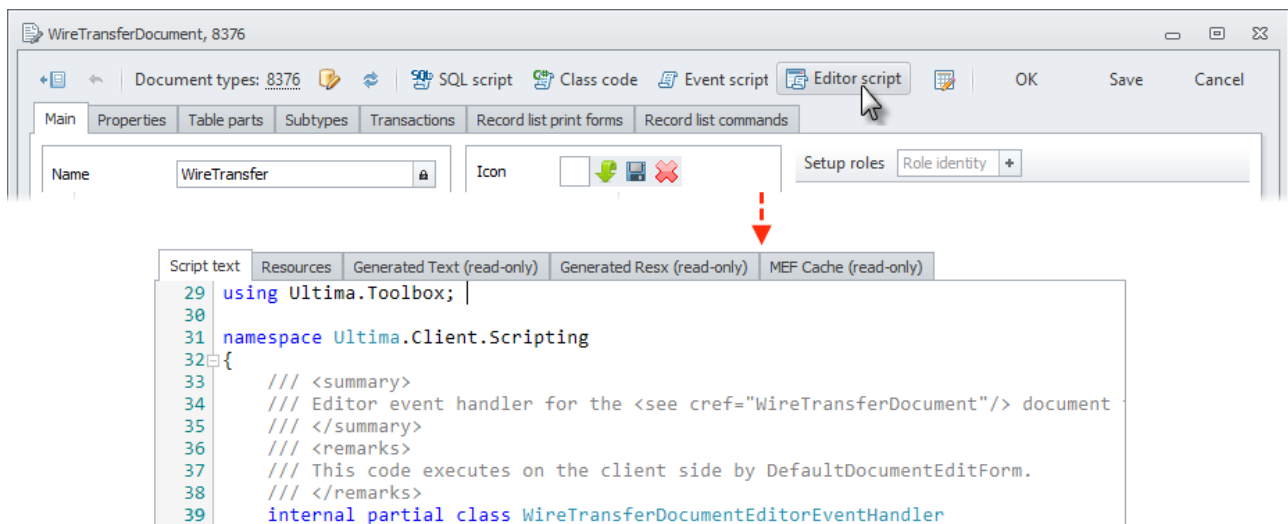 WireTransferDocument, 8376
Document types: 8376 SQL script Class code Event script Editor script OK Save Cancel
Main Properties Table parts Subtypes Transactions Record list print forms Record list commands
Name WireTransfer Icon Setup roles Role identity +
Script text Resources Generated Text (read-only) Generated Resx (read-only) MEF Cache (read-only)
29 using Ultima.Toolbox;
30
31 namespace Ultima.Client.Scripting
32 {
33 /// <summary>
34 /// Editor event handler for the <see cref="WireTransferDocument"/> document
35 /// </summary>
36 /// <remarks>
37 /// This code executes on the client side by DefaultDocumentEditForm.
38 /// </remarks>
39 internal partial class WireTransferDocumentEditorEventHandler